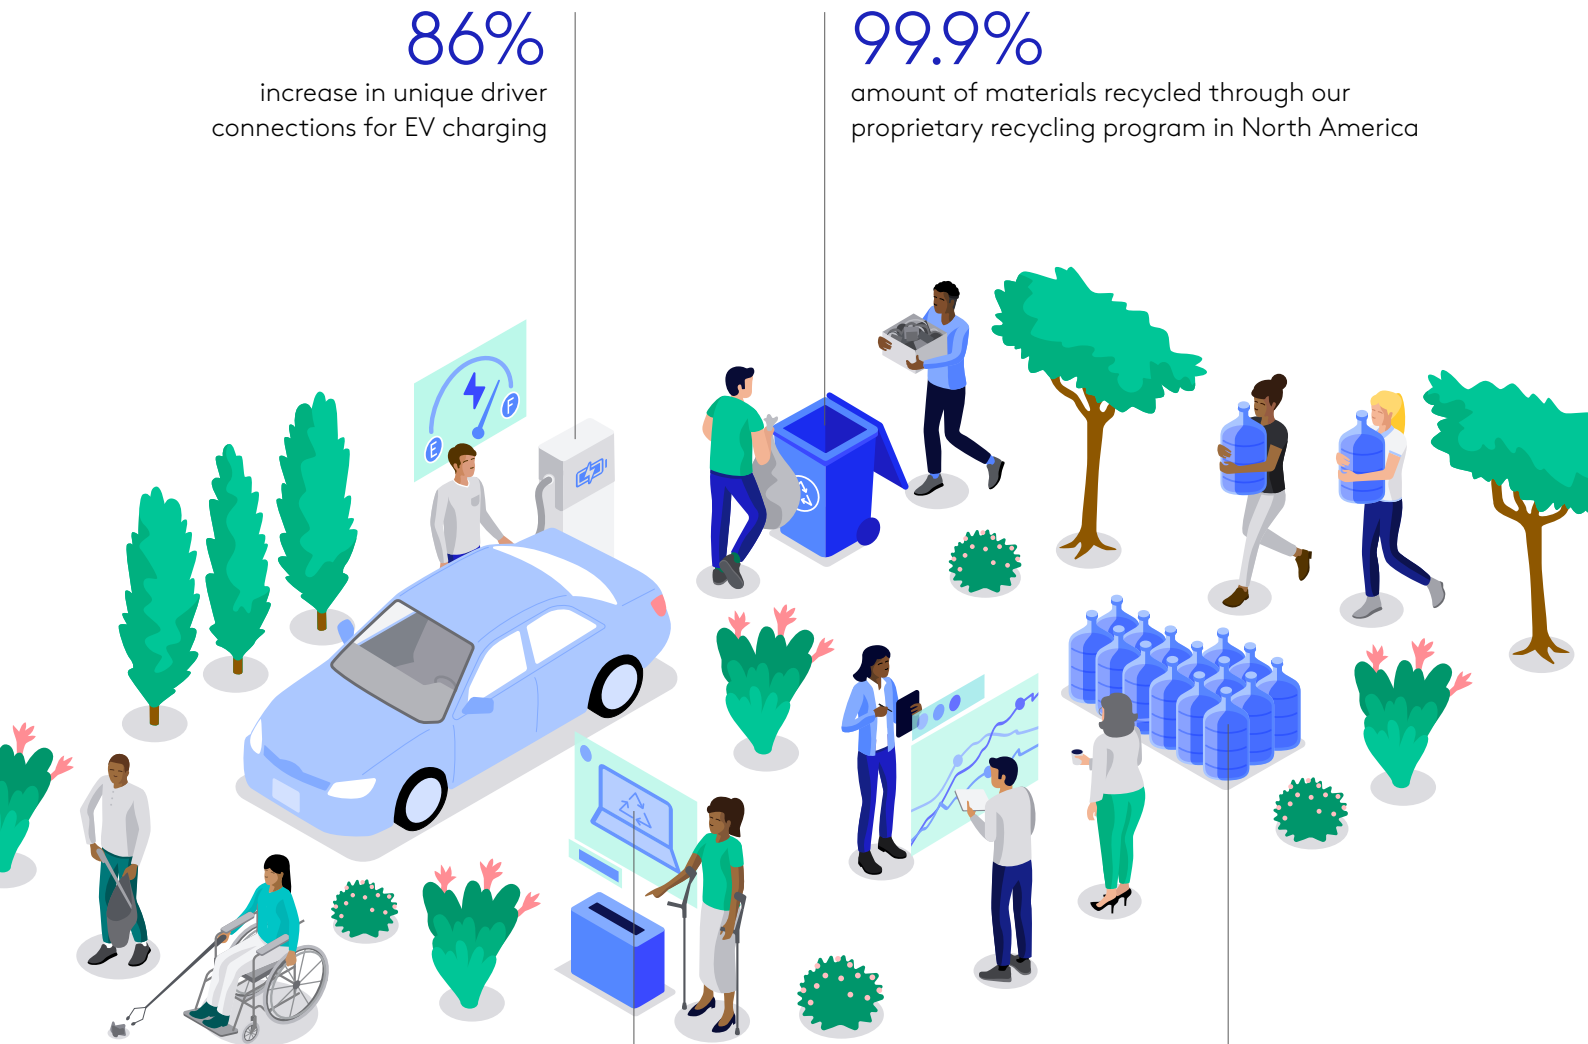 86%
increase in unique driver
connections for EV charging
99.9%
amount of materials recycled through our
proprietary recycling program in North America
E
F